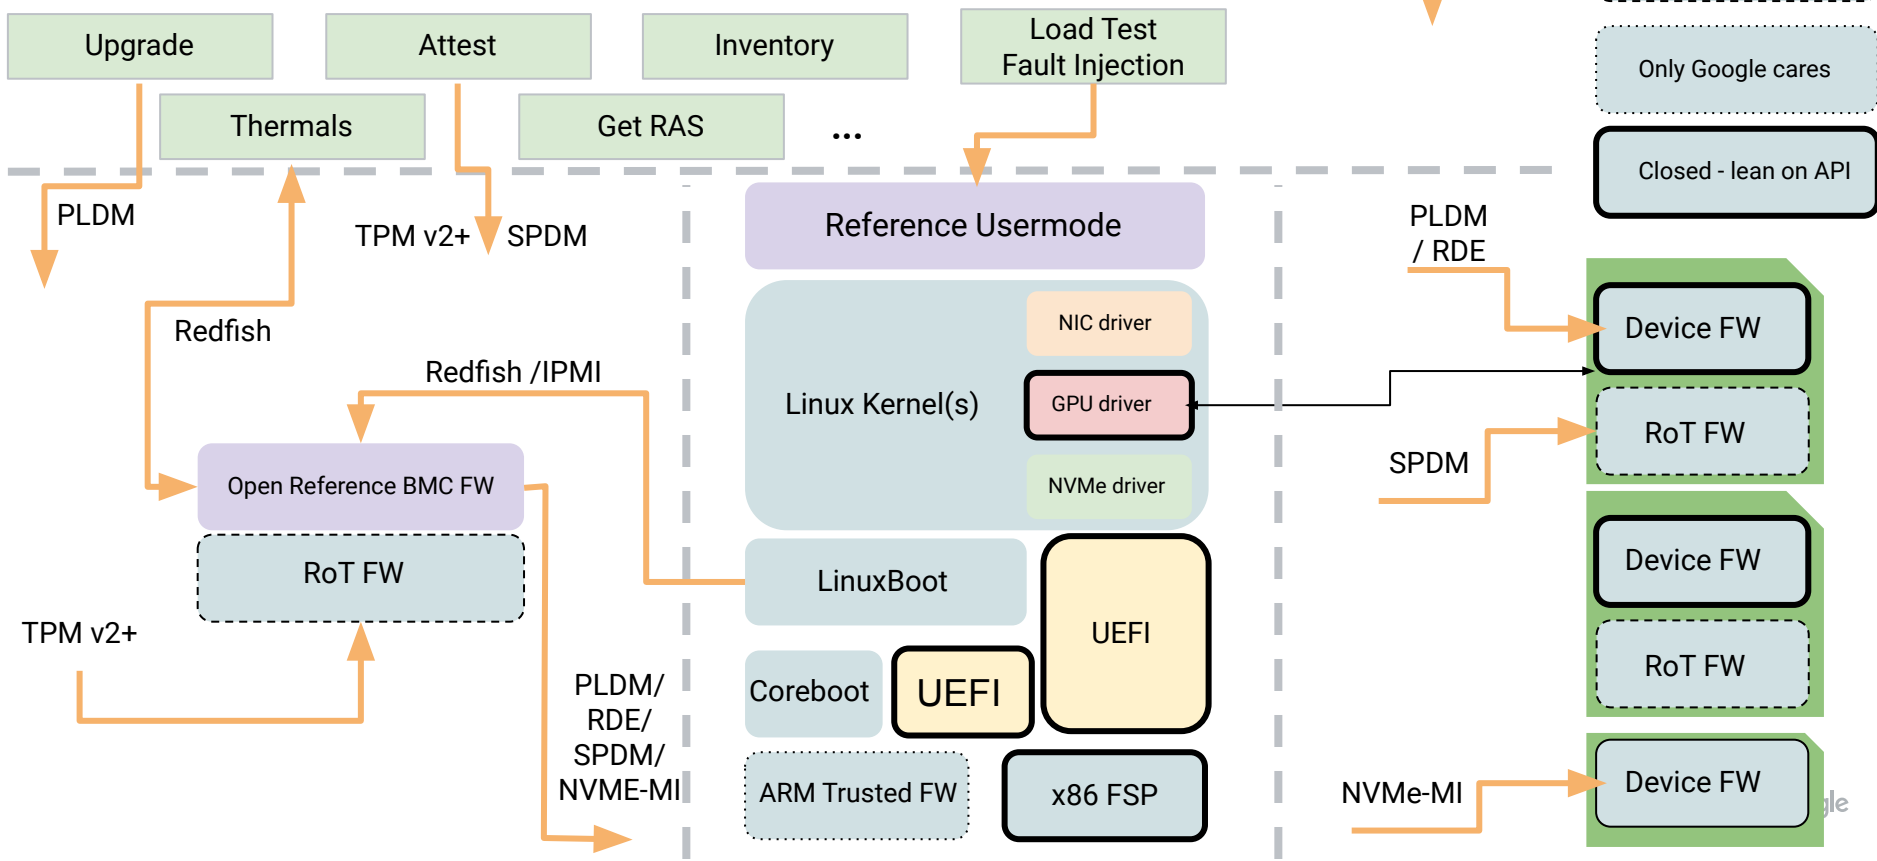 Upgrade
Attest
Inventory
Load Test
Fault Injection
Thermals
Get RAS
...
Only Google cares
Closed - lean on API
PLDM
TPM v2+
SPDM
Reference Usermode
PLDM
/ RDE
Redfish
NIC driver
Device FW
Redfish /IPMI
Linux Kernel(s)
GPU driver
RoT FW
SPDM
Open Reference BMC FW
NVMe driver
RoT FW
LinuxBoot
Device FW
TPM v2+
UEFI
RoT FW
PLDM/
RDE/
SPDM/
NVME-MI
Coreboot
UEFI
ARM Trusted FW
x86 FSP
NVMe-MI
Device FW
gle